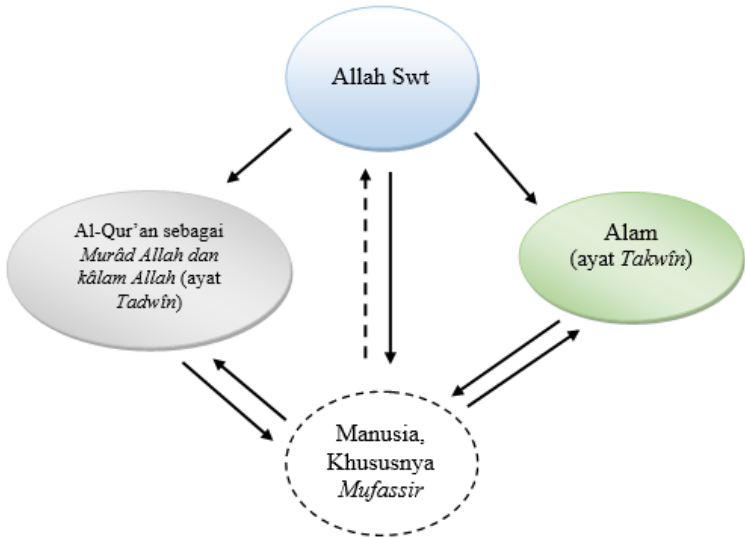 Allah Swt
Al-Qur’an sebagai
Murâd Allah dan
kâlam Allah (ayat
Tadwîn)
Alam
(ayat Takwîn)
Manusia,
Khususnya
Mufassir